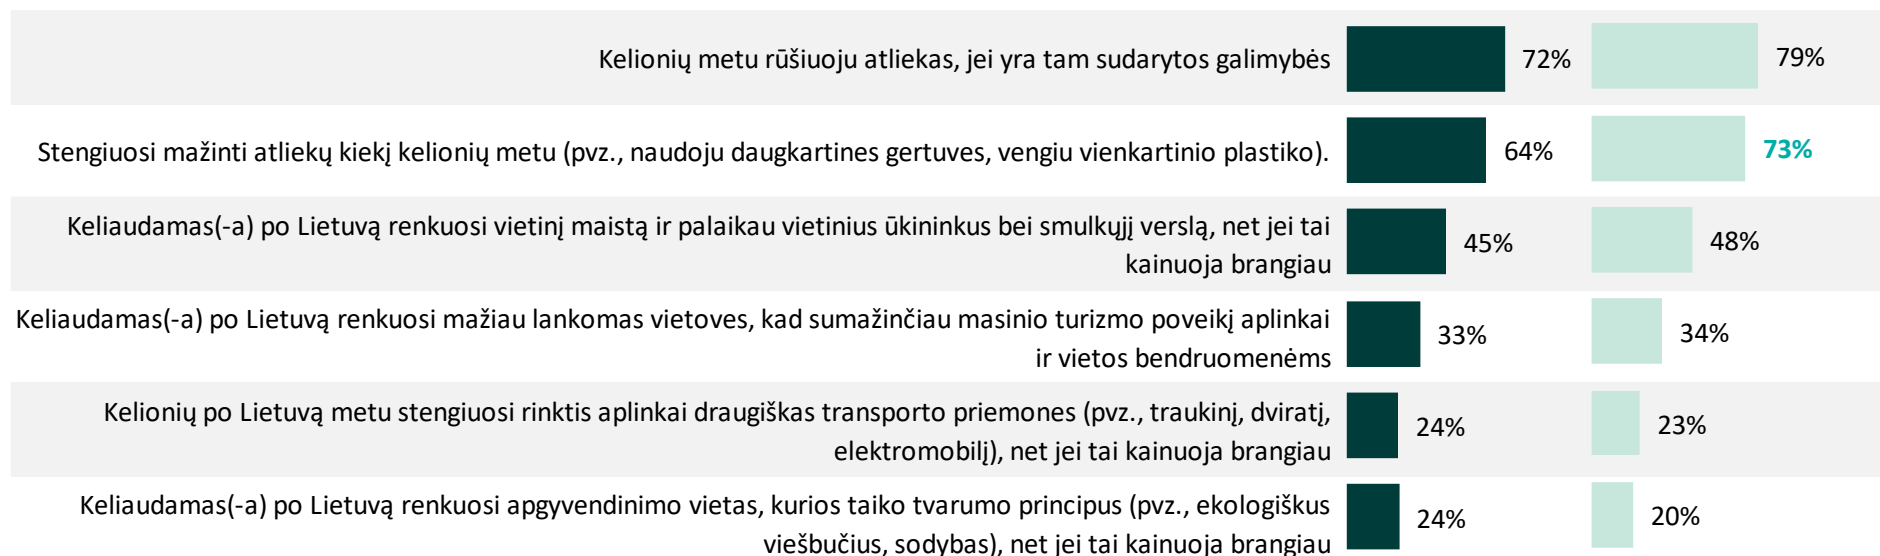 Kelionių metu rūšiuoju atliekas, jei yra tam sudarytos galimybės 72% 79%
Stengiuosi mažinti atliekų kiekį kelionių metu (pvz., naudoju daugkartines gertuves, vengiu vienkartinio plastiko). 64% 73%
Keliaudamas(-a) po Lietuvą renkuosi vietinį maistą ir palaikau vietinius ūkininkus bei smulkųjį verslą, net jei tai
kainuoja brangiau 45% 48%
Keliaudamas(-a) po Lietuvą renkuosi mažiau lankomas vietoves, kad sumažinčiau masinio turizmo poveikį aplinkai
ir vietos bendruomenėms 33% 34%
Kelionių po Lietuvą metu stengiuosi rinktis aplinkai draugiškas transporto priemones (pvz., traukinį, dviratį,
elektromobilį), net jei tai kainuoja brangiau 24% 23%
Keliaudamas(-a) po Lietuvą renkuosi apgyvendinimo vietas, kurios taiko tvarumo principus (pvz., ekologiškus
viešbučius, sodybas), net jei tai kainuoja brangiau 24% 20%